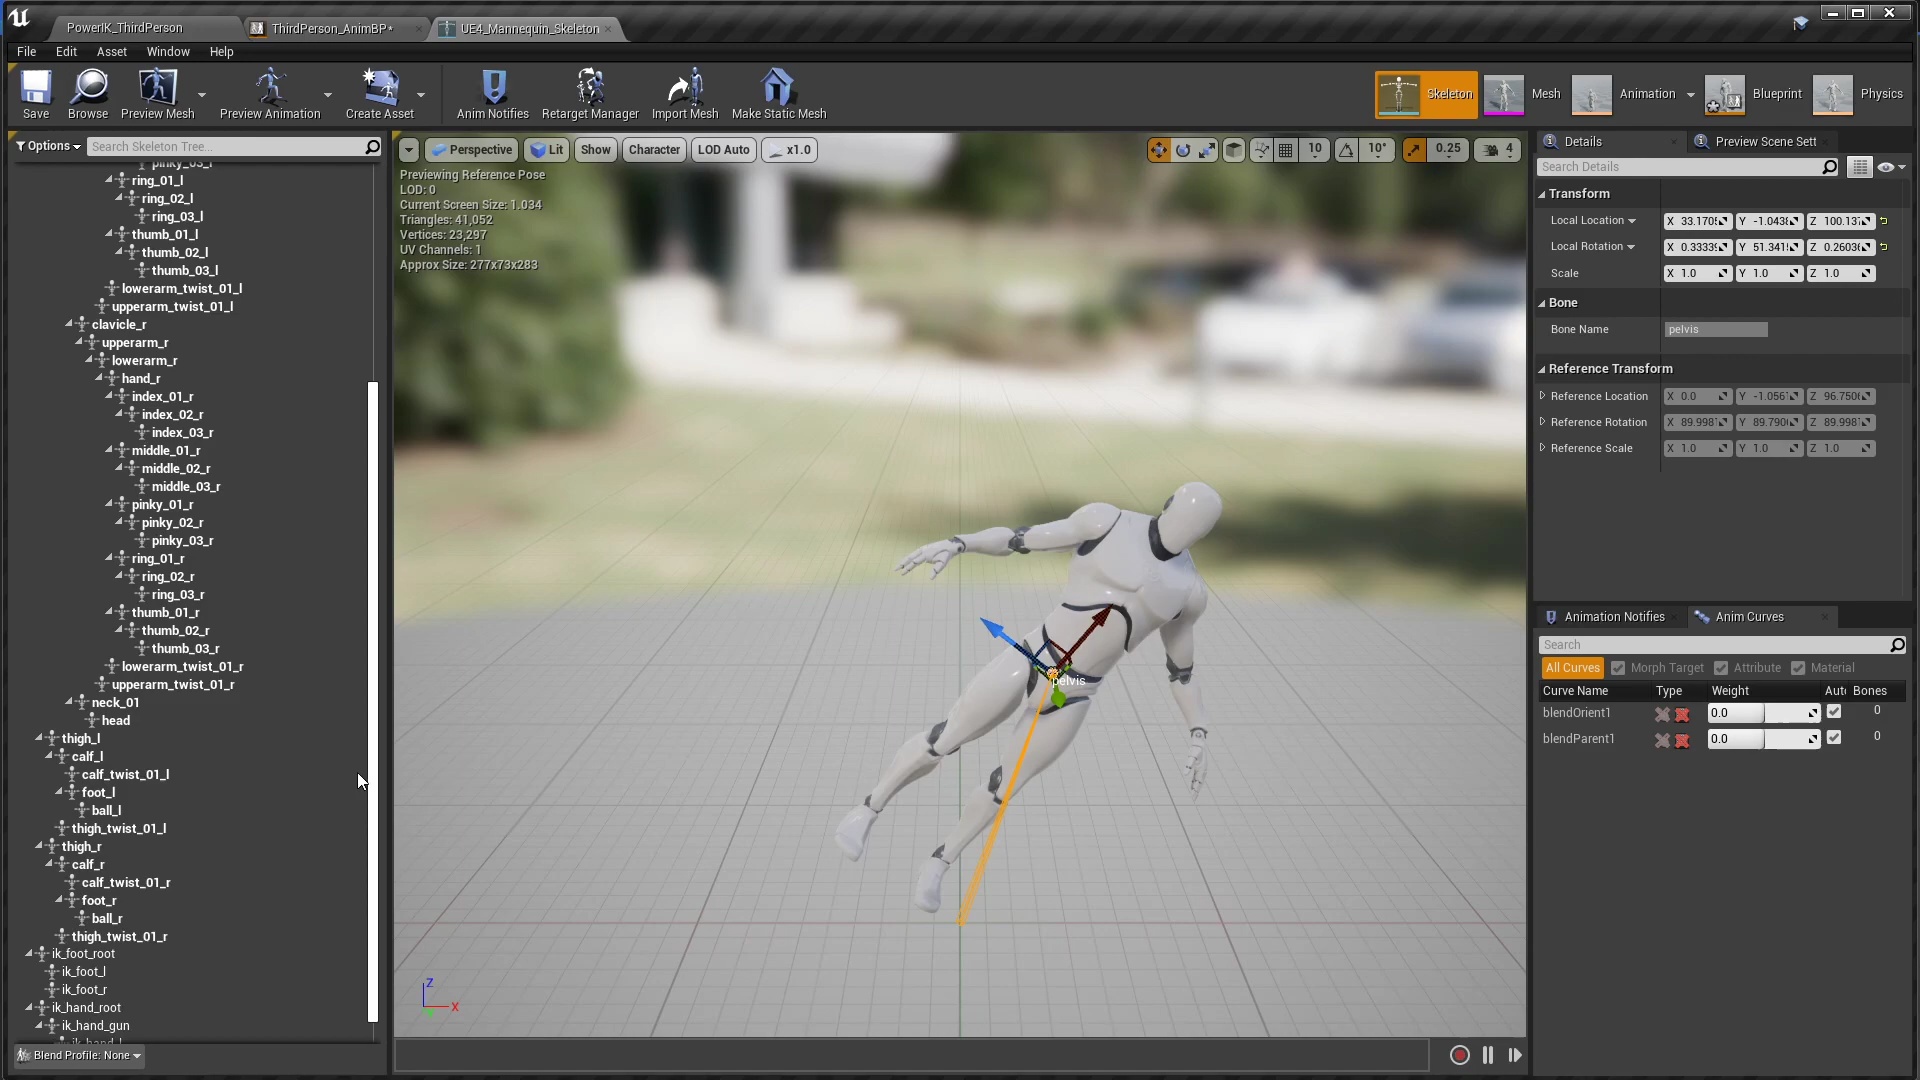 PowerIK_ThirdPerson
ThirdPerson_AnimBP*
UE4_Mannequin_Skeleton
File Edit Asset Window Help
Save Browse Preview Mesh Preview Animation Create Asset Anim Notifies Retarget Manager Import Mesh Make Static Mesh
Skeleton Mesh Animation Blueprint Physics
Options
Search Skeleton Tree...
ring_01_l
ring_02_l
ring_03_l
thumb_01_l
thumb_02_l
thumb_03_l
lowerarm_twist_01_l
upperarm_twist_01_l
clavicle_r
upperarm_r
lowerarm_r
hand_r
index_01_r
index_02_r
index_03_r
middle_01_r
middle_02_r
middle_03_r
pinky_01_r
pinky_02_r
pinky_03_r
ring_01_r
ring_02_r
ring_03_r
thumb_01_r
thumb_02_r
thumb_03_r
lowerarm_twist_01_r
upperarm_twist_01_r
neck_01
head
thigh_l
calf_l
calf_twist_01_l
foot_l
ball_l
thigh_twist_01_l
thigh_r
calf_r
calf_twist_01_r
foot_r
ball_r
thigh_twist_01_r
ik_foot_root
ik_foot_l
ik_foot_r
ik_hand_root
ik_hand_gun
Blend Profile: None
Perspective Lit Show Character LOD Auto x1.0
10 10° 0.25 4
Previewing Reference Pose
LOD: 0
Current Screen Size: 1.034
Triangles: 41,052
Vertices: 23,297
UV Channels: 1
Approx Size: 277x73x283
pelvis
Z
X
Details Preview Scene Sett
Search Details
Transform
Local Location X 33.170 Y -1.043 Z 100.13
Local Rotation X 0.3333 Y 51.341 Z 0.2603
Scale X 1.0 Y 1.0 Z 1.0
Bone
Bone Name pelvis
Reference Transform
Reference Location X 0.0 Y -1.056 Z 96.750
Reference Rotation X 89.998 Y 89.790 Z 89.998
Reference Scale X 1.0 Y 1.0 Z 1.0
Animation Notifies Anim Curves
Search
All Curves Morph Target Attribute Material
Curve Name Type Weight Aut Bones
blendOrient1 0.0 0
blendParent1 0.0 0